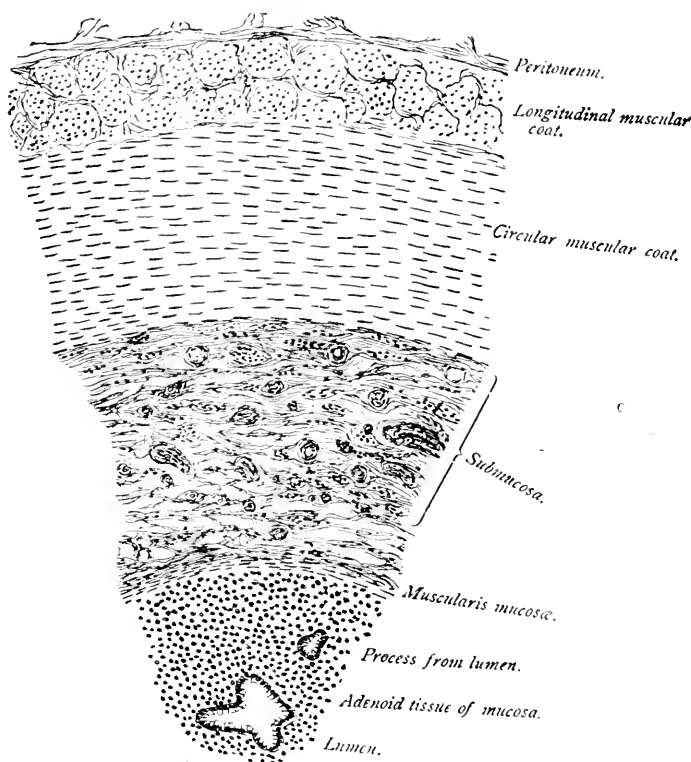 Peritoneum.
Longitudinal muscular
coat.
Circular muscular coat.
Submucosa.
Muscularis mucosæ.
Process from lumen.
Adenoid tissue of mucosa.
Lumen.